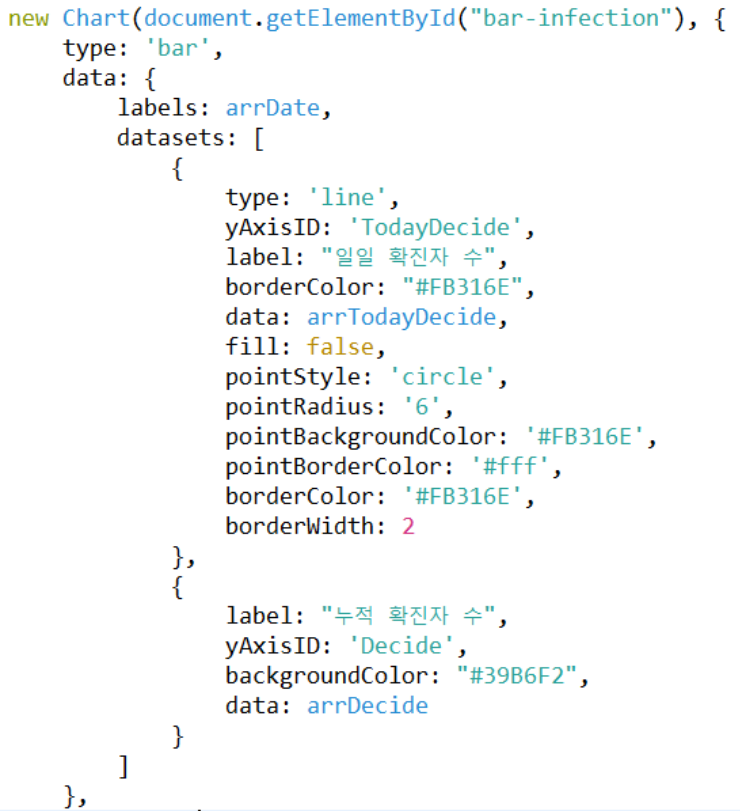 new Chart(document.getElementById("bar-infection"), {
    type: 'bar',
    data: {
        labels: arrDate,
        datasets: [
            {
                type: 'line',
                yAxisID: 'TodayDecide',
                label: "일일 확진자 수",
                borderColor: "#FB316E",
                data: arrTodayDecide,
                fill: false,
                pointStyle: 'circle',
                pointRadius: '6',
                pointBackgroundColor: '#FB316E',
                pointBorderColor: '#fff',
                borderColor: '#FB316E',
                borderWidth: 2
            },
            {
                label: "누적 확진자 수",
                yAxisID: 'Decide',
                backgroundColor: "#39B6F2",
                data: arrDecide
            }
        ]
    },